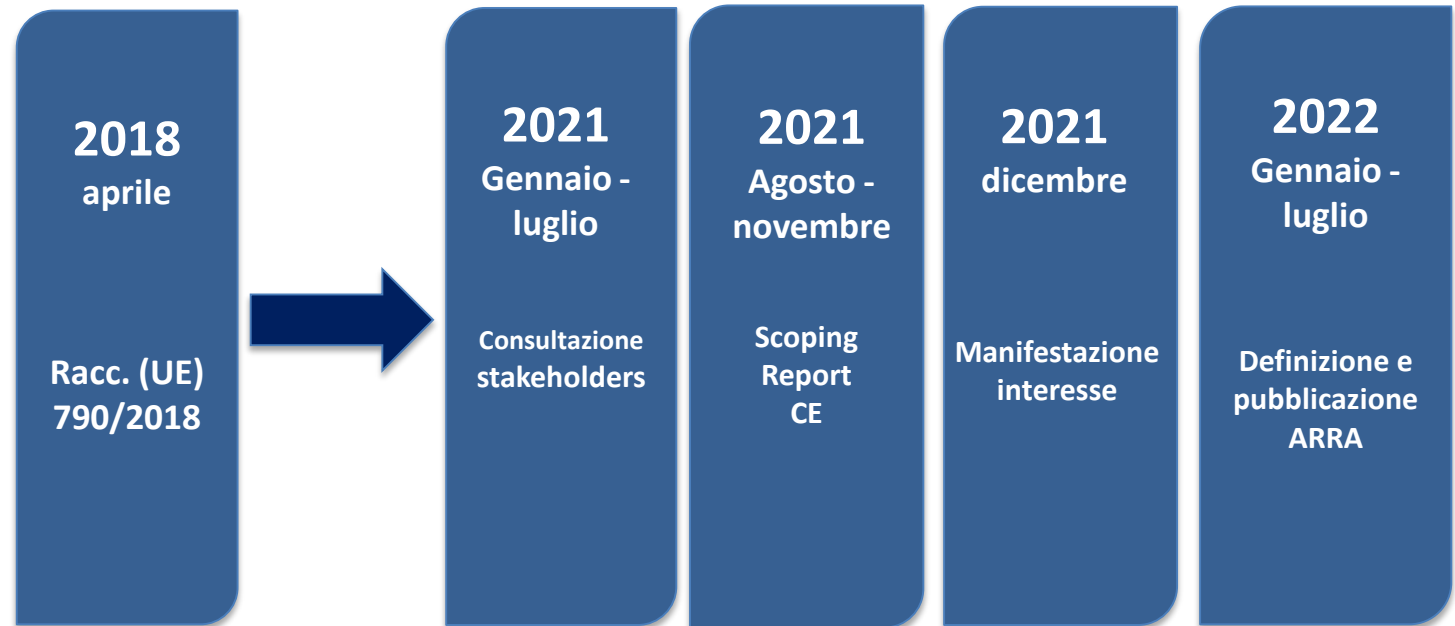 2018
aprile
Racc. (UE)
790/2018
2021
Gennaio -
luglio
Consultazione
stakeholders
2021
Agosto -
novembre
Scoping
Report
CE
2021
dicembre
Manifestazione
interesse
2022
Gennaio -
luglio
Definizione e
pubblicazione
ARRA